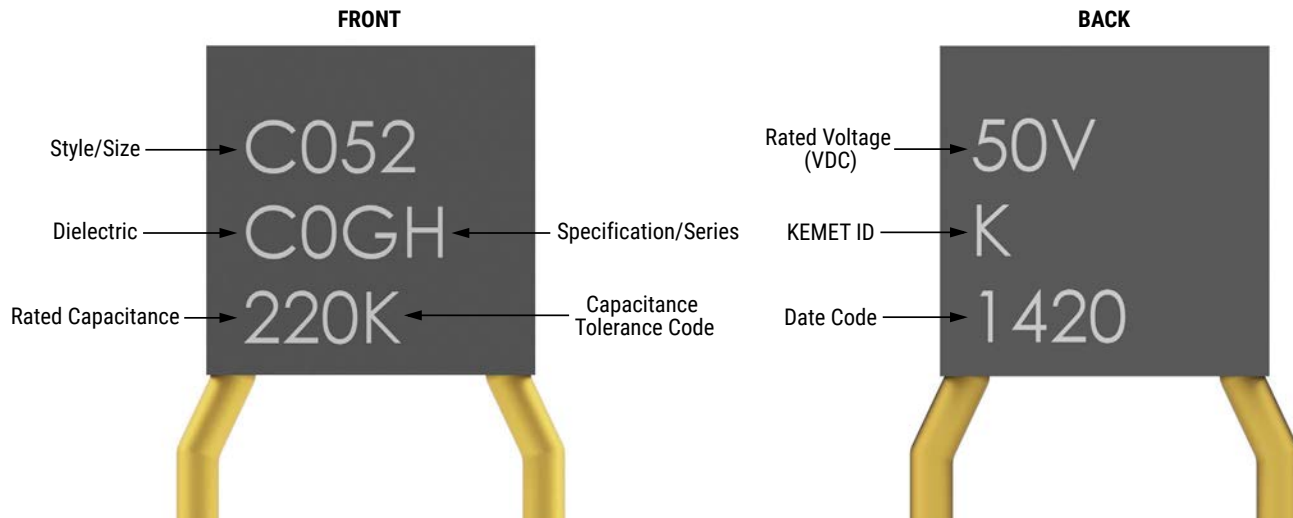 FRONT
BACK
Style/Size
C052
Dielectric
C0GH
Specification/Series
Rated Capacitance
220K
Capacitance
Tolerance Code
Rated Voltage
(VDC)
50V
KEMET ID
K
Date Code
1420